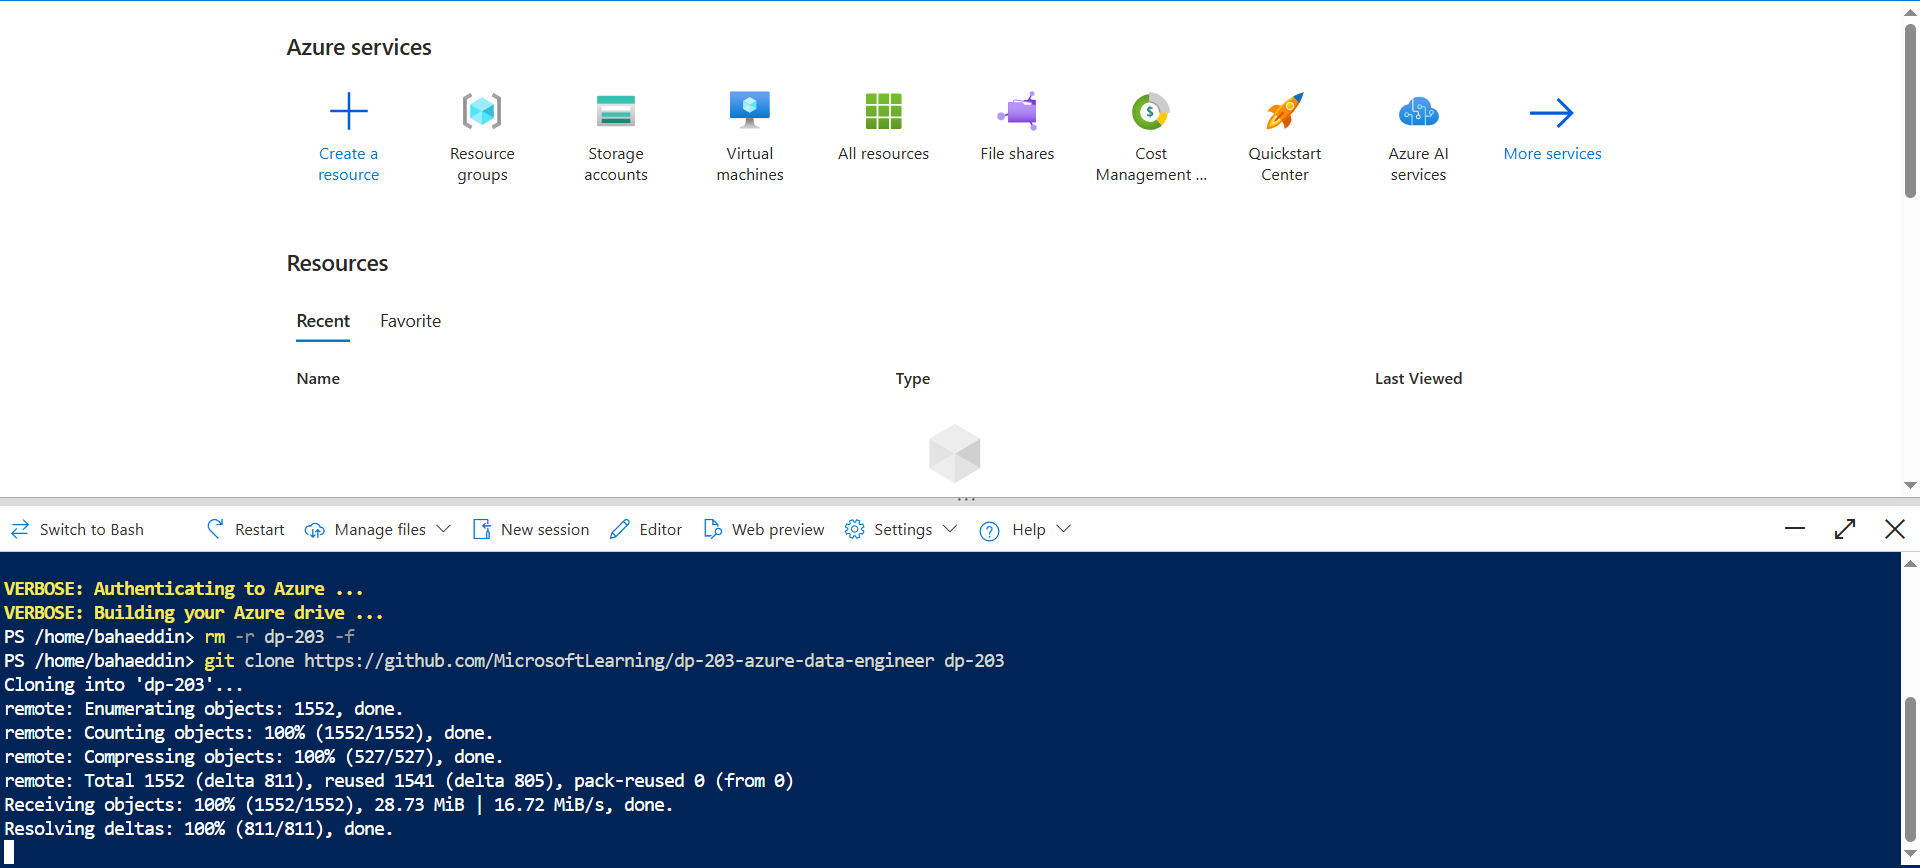 Azure services
Create a resource
Resource groups
Storage accounts
Virtual machines
All resources
File shares
Cost Management ...
Quickstart Center
Azure AI services
More services
Resources
Recent Favorite
Name Type Last Viewed
Switch to Bash Restart Manage files New session Editor Web preview Settings Help
VERBOSE: Authenticating to Azure ...
VERBOSE: Building your Azure drive ...
PS /home/bahaeddin> rm -r dp-203 -f
PS /home/bahaeddin> git clone https://github.com/MicrosoftLearning/dp-203-azure-data-engineer dp-203
Cloning into 'dp-203'...
remote: Enumerating objects: 1552, done.
remote: Counting objects: 100% (1552/1552), done.
remote: Compressing objects: 100% (527/527), done.
remote: Total 1552 (delta 811), reused 1541 (delta 805), pack-reused 0 (from 0)
Receiving objects: 100% (1552/1552), 28.73 MiB | 16.72 MiB/s, done.
Resolving deltas: 100% (811/811), done.